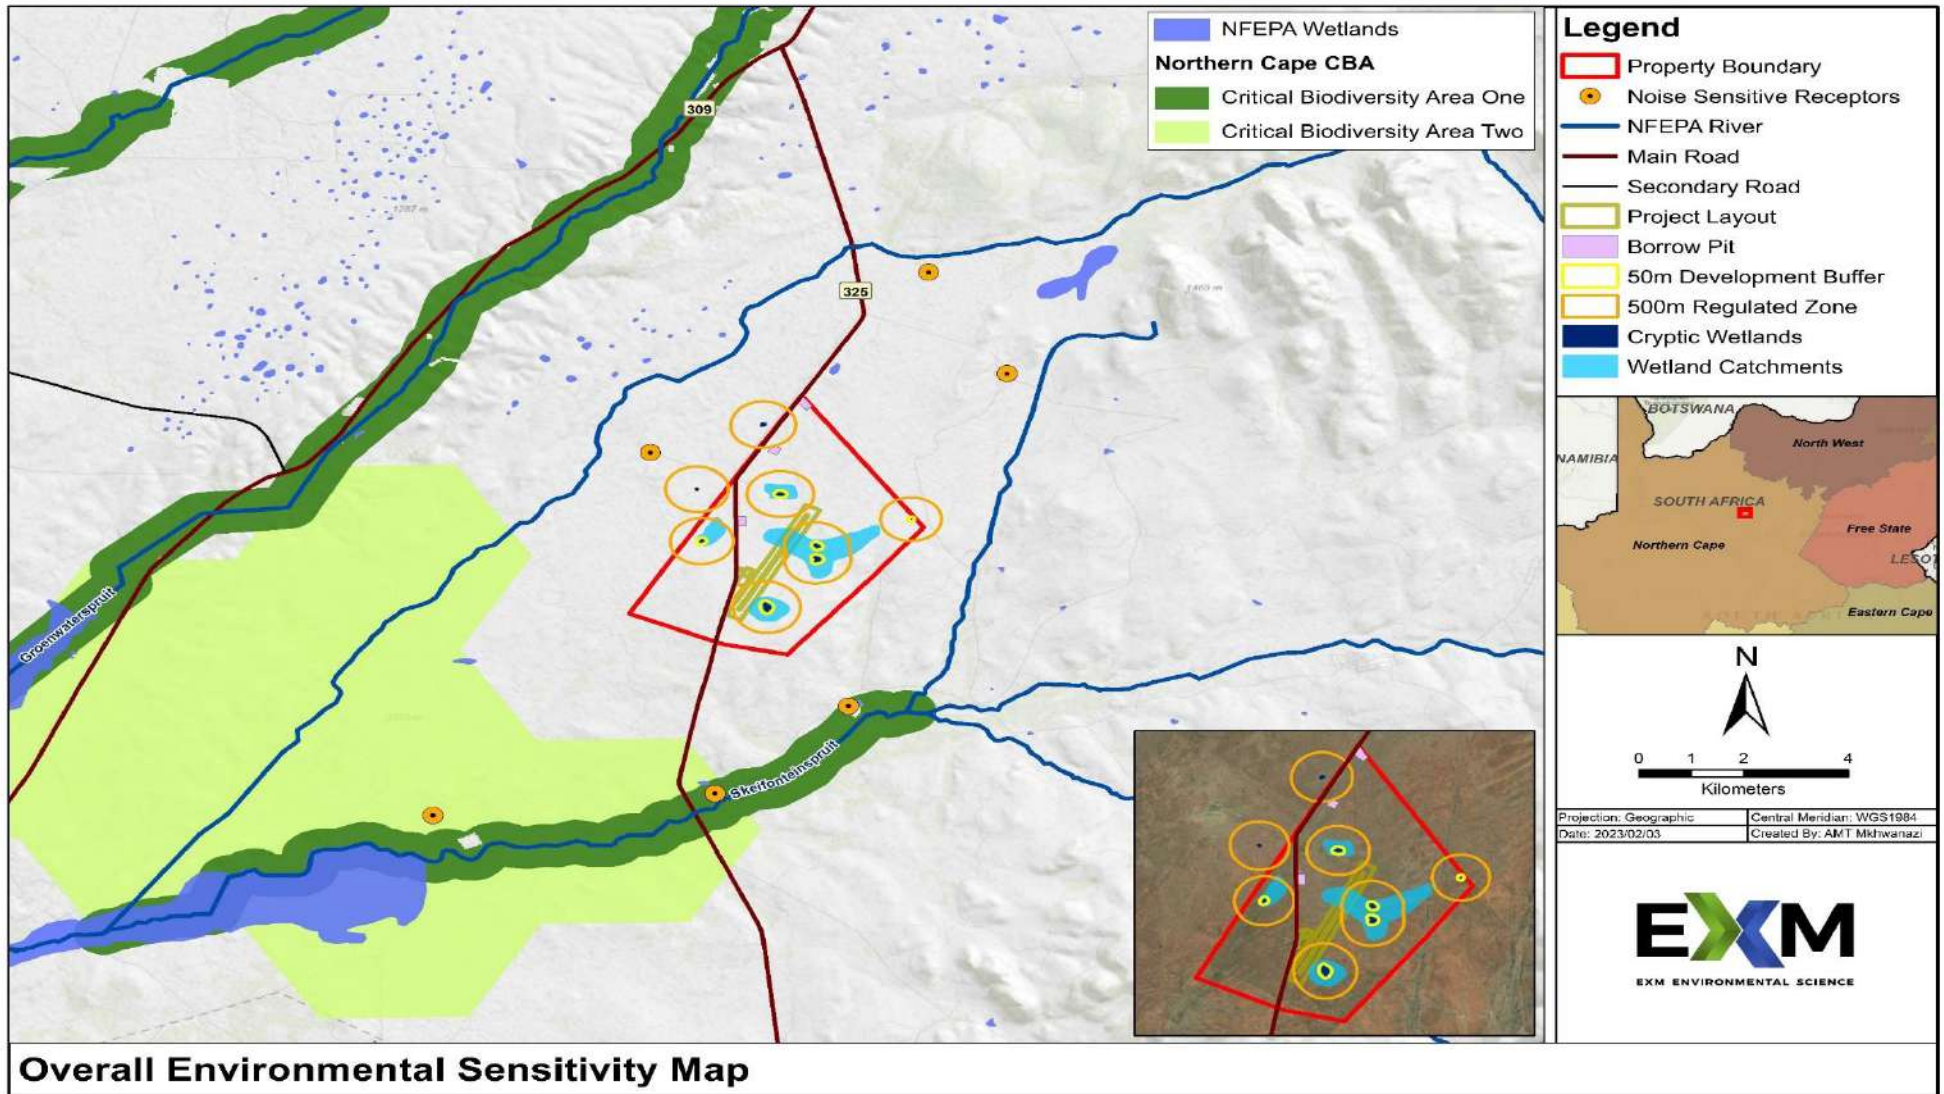 NFEPA Wetlands
Northern Cape CBA
Critical Biodiversity Area One
Critical Biodiversity Area Two
309
325
Groenwaterspruit
Skeifonteinspruit
Legend
Property Boundary
Noise Sensitive Receptors
NFEPA River
Main Road
Secondary Road
Project Layout
Borrow Pit
50m Development Buffer
500m Regulated Zone
Cryptic Wetlands
Wetland Catchments
BOTSWANA
North West
NAMIBIA
SOUTH AFRICA
Free State
Northern Cape
Eastern Cape
N
0 1 2 4
Kilometers
Projection: Geographic
Central Meridian: WGS1984
Date: 2023/02/03
Created By: AMT Mkhwanazi
EXM
EXM ENVIRONMENTAL SCIENCE
Overall Environmental Sensitivity Map